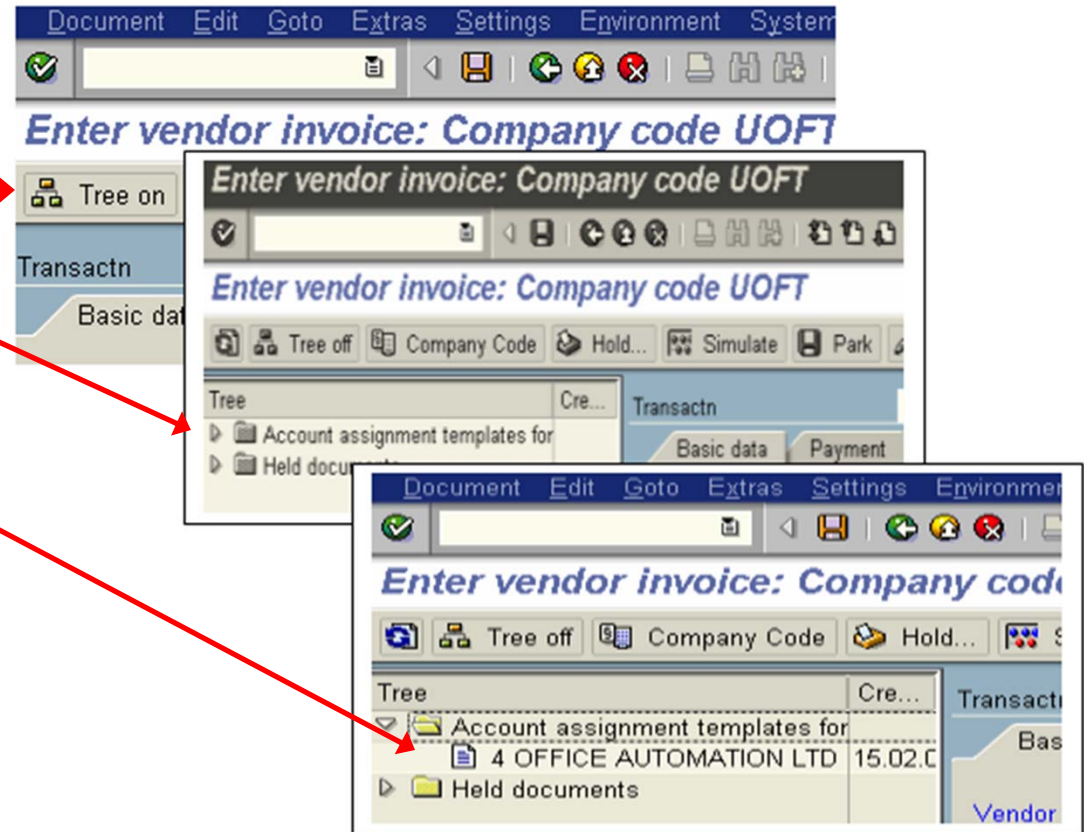 Document Edit Goto Extras Settings Environment System
Enter vendor invoice: Company code UOFT
Tree on
Transactn
Basic dat
Enter vendor invoice: Company code UOFT
Enter vendor invoice: Company code UOFT
Tree off Company Code Hold... Simulate Park
Tree Cre... Transactn
Account assignment templates for
Basic data Payment
Held docu
Document Edit Goto Extras Settings Environmen
Enter vendor invoice: Company code
Tree off Company Code Hold... S
Tree Cre... Transactn
Account assignment templates for
Bas
4 OFFICE AUTOMATION LTD 15.02.0
Held documents
Vendor